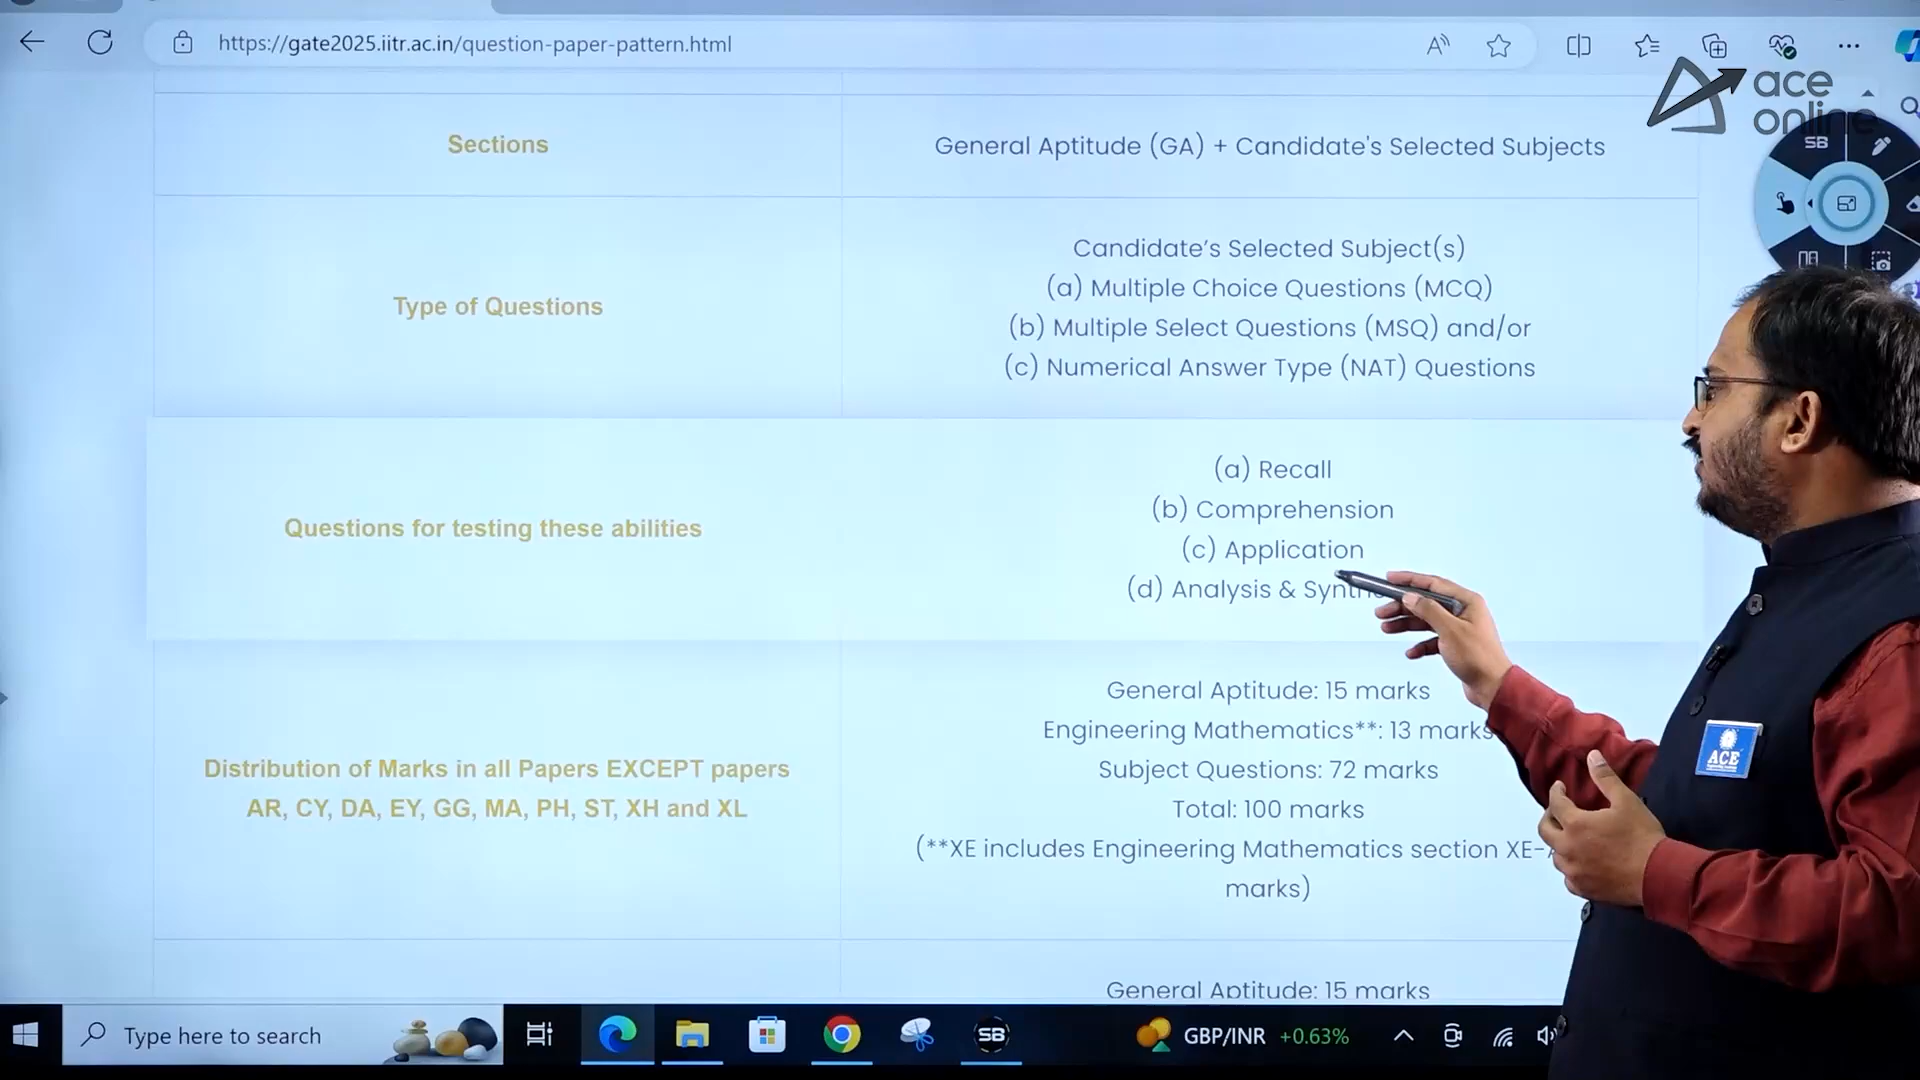 https://gate2025.iitr.ac.in/question-paper-pattern.html
ace
online
SB
Sections
General Aptitude (GA) + Candidate's Selected Subjects
Type of Questions
Candidate’s Selected Subject(s)
(a) Multiple Choice Questions (MCQ)
(b) Multiple Select Questions (MSQ) and/or
(c) Numerical Answer Type (NAT) Questions
Questions for testing these abilities
(a) Recall
(b) Comprehension
(c) Application
(d) Analysis &
Distribution of Marks in all Papers EXCEPT papers
AR, CY, DA, EY, GG, MA, PH, ST, XH and XL
General Aptitude: 15 marks
Engineering Mathematics**: 13 marks
Subject Questions: 72 marks
Total: 100 marks
(**XE includes Engineering Mathematics section XE-
marks)
General Aptitude: 15 marks
ACE
Type here to search
SB
GBP/INR +0.63%